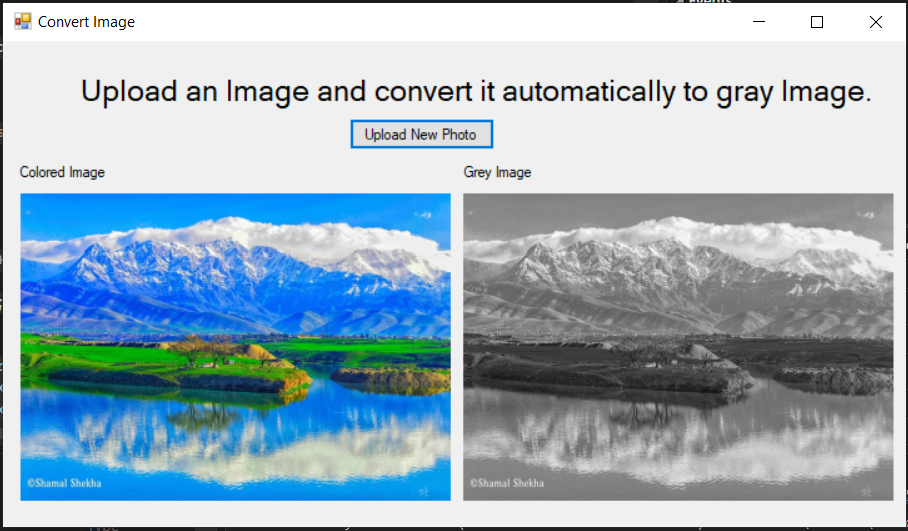 Convert Image
Upload an Image and convert it automatically to gray Image.
Upload New Photo
Colored Image
Grey Image
©Shamal Shekha
©Shamal Shekha